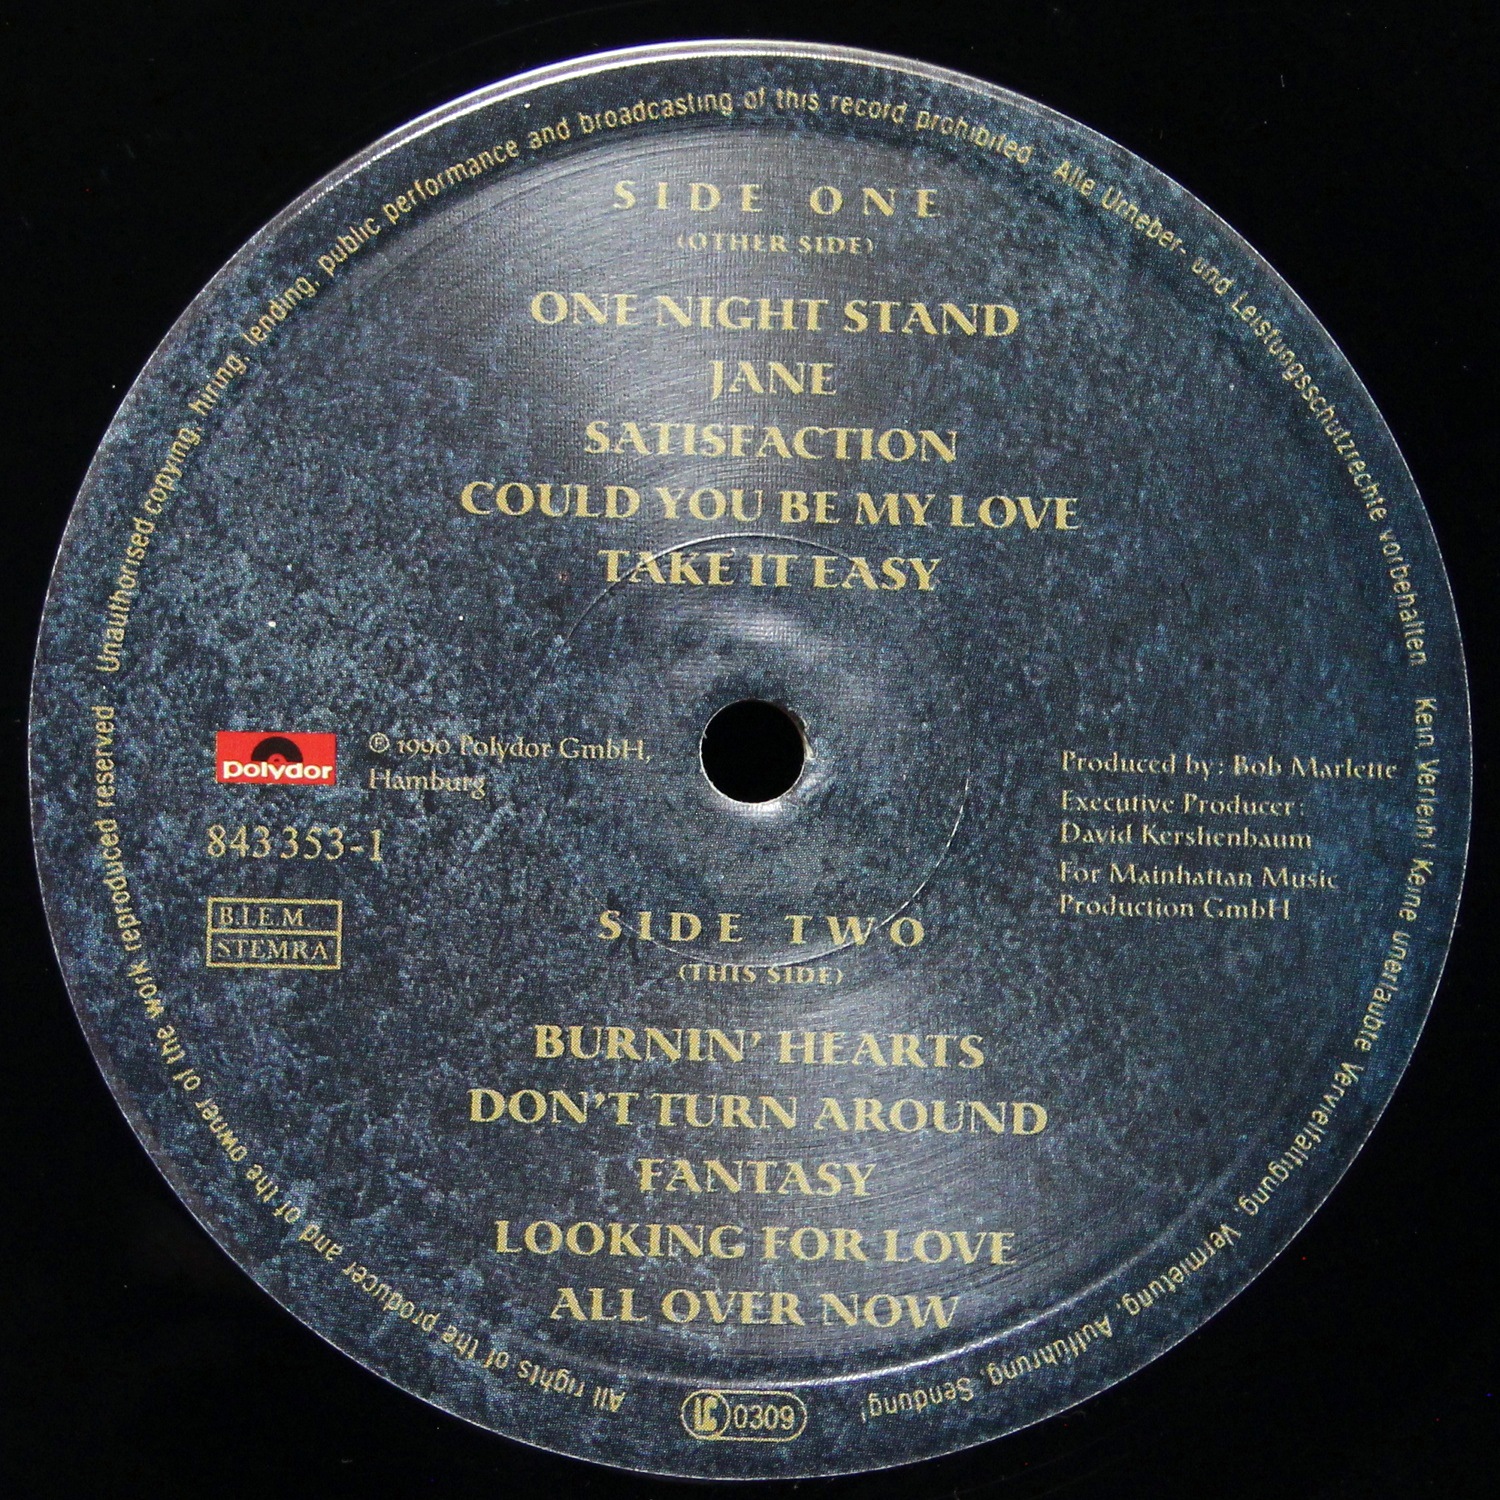 SIDE ONE
(OTHER SIDE)
ONE NIGHT STAND
JANE
SATISFACTION
COULD YOU BE MY LOVE
TAKE IT EASY
polydor
℗ 1990 Polydor GmbH,
Hamburg
843 353-1
B.I.E.M.
STEMRA
Produced by: Bob Marlette
Executive Producer:
David Kershenbaum
For Mainhattan Music
Production GmbH
SIDE TWO
(THIS SIDE)
BURNIN' HEARTS
DON'T TURN AROUND
FANTASY
LOOKING FOR LOVE
ALL OVER NOW
LC 0309
All rights of the producer and of the owner of the work reproduced reserved Unauthorised copying, hiring, lending, public performance and broadcasting of this record prohibited Alle Urheber- und Leistungsschutzrechte vorbehalten Kein Verleih! Keine unerlaubte Vervielfältigung, Vermietung, Aufführung, Sendung!